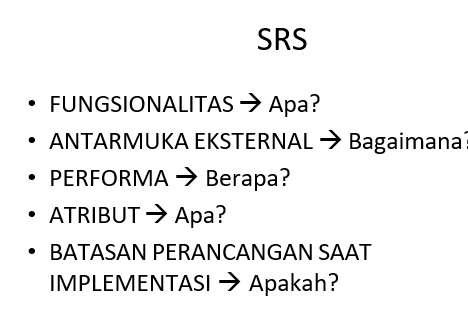 SRS
• FUNGSIONALITAS → Apa?
• ANTARMUKA EKSTERNAL → Bagaimana?
• PERFORMA → Berapa?
• ATRIBUT → Apa?
• BATASAN PERANCANGAN SAAT
IMPLEMENTASI → Apakah?